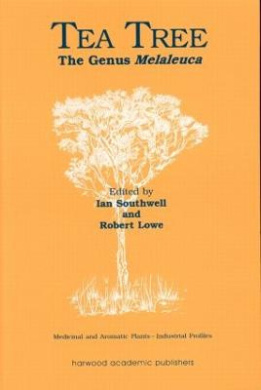 TEA TREE
The Genus Melaleuca
Edited by
Ian Southwell
and
Robert Lowe
Medicinal and Aromatic Plants - Industrial Profiles
harwood academic publishers